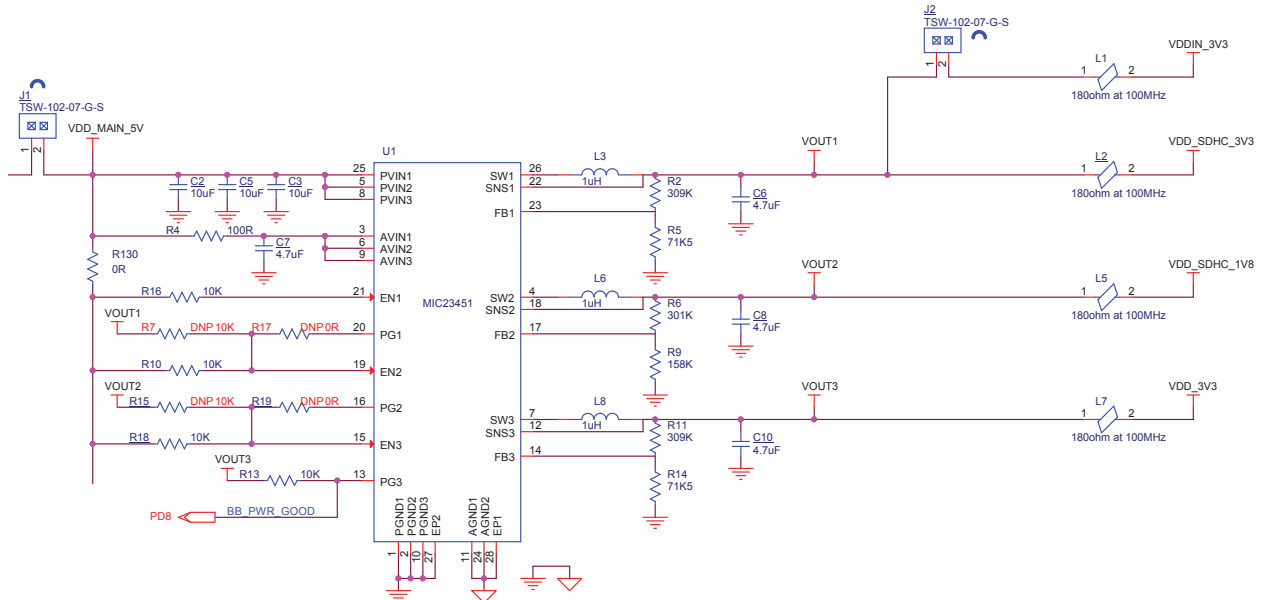 J2
TSW-102-07-G-S
1 2
L1
1 2
180ohm at 100MHz
VDDIN_3V3
J1
TSW-102-07-G-S
1 2
VDD_MAIN_5V
U1
MIC23451
25 PVIN1
5 PVIN2
8 PVIN3
C2
10uF
C5
10uF
C3
10uF
R4 100R
C7
4.7uF
3 AVIN1
6 AVIN2
9 AVIN3
R130
0R
R16 10K
21 EN1
VOUT1
R7 DNP 10K R17 DNP 0R
20 PG1
R10 10K
19 EN2
VOUT2
R15 DNP 10K R19 DNP 0R
16 PG2
R18 10K
15 EN3
VOUT3
R13 10K
13 PG3
PD8 BB_PWR_GOOD
PGND1
PGND2
PGND3
EP2
AGND1
AGND2
EP1
1
2
10
27
11
24
28
SW1 26
SNS1 22
FB1 23
L3
1uH
R2
309K
R5
71K5
C6
4.7uF
VOUT1
L2
1 2
180ohm at 100MHz
VDD_SDHC_3V3
SW2 4
SNS2 18
FB2 17
L6
1uH
R6
301K
R9
158K
C8
4.7uF
VOUT2
L5
1 2
180ohm at 100MHz
VDD_SDHC_1V8
SW3 7
SNS3 12
FB3 14
L8
1uH
R11
309K
R14
71K5
C10
4.7uF
VOUT3
L7
1 2
180ohm at 100MHz
VDD_3V3